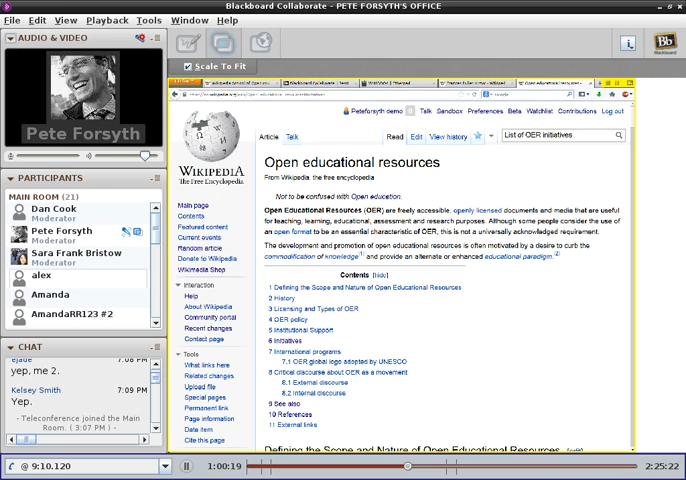 Blackboard Collaborate - PETE FORSYTH'S OFFICE
File Edit View Playback Tools Window Help
AUDIO & VIDEO
Pete Forsyth
Scale To Fit
i
Bb
Blackboard
PARTICIPANTS
MAIN ROOM (21)
Dan Cook
Moderator
Pete Forsyth
Moderator
Sara Frank Bristow
Moderator
alex
Amanda
AmandaRR123 #2
CHAT
7:08 PM
yep, me 2.
Kelsey Smith 7:09 PM
Yep.
- Teleconference joined the Main
Room. ( 3:07 PM ) -
@ 9:10.120
1:00:19
2:25:22
Peteforsyth demo 0 Talk Sandbox Preferences Beta Watchlist Contributions Log out
Article Talk Read Edit View history List of OER initiatives
WIKIPEDIA
The Free Encyclopedia
Main page
Contents
Featured content
Current events
Random article
Donate to Wikipedia
Wikimedia Shop
Interaction
Help
About Wikipedia
Community portal
Recent changes
Contact page
Tools
What links here
Related changes
Upload file
Special pages
Permanent link
Page information
Data item
Cite this page
Open educational resources
From Wikipedia, the free encyclopedia
Not to be confused with Open education.
Open Educational Resources (OER) are freely accessible, openly licensed documents and media that are useful
for teaching, learning, educational, assessment and research purposes. Although some people consider the use
of an open format to be an essential characteristic of OER, this is not a universally acknowledged requirement.
The development and promotion of open educational resources is often motivated by a desire to curb the
commodification of knowledge[1] and provide an alternate or enhanced educational paradigm.[2]
Contents [hide]
1 Defining the Scope and Nature of Open Educational Resources
2 History
3 Licensing and Types of OER
4 OER policy
5 Institutional Support
6 Initiatives
7 International programs
7.1 OER global logo adopted by UNESCO
8 Critical discourse about OER as a movement
8.1 External discourse
8.2 Internal discourse
9 See also
10 References
11 External links
Defining the Scope and Nature of Open Educational Resources [edit]